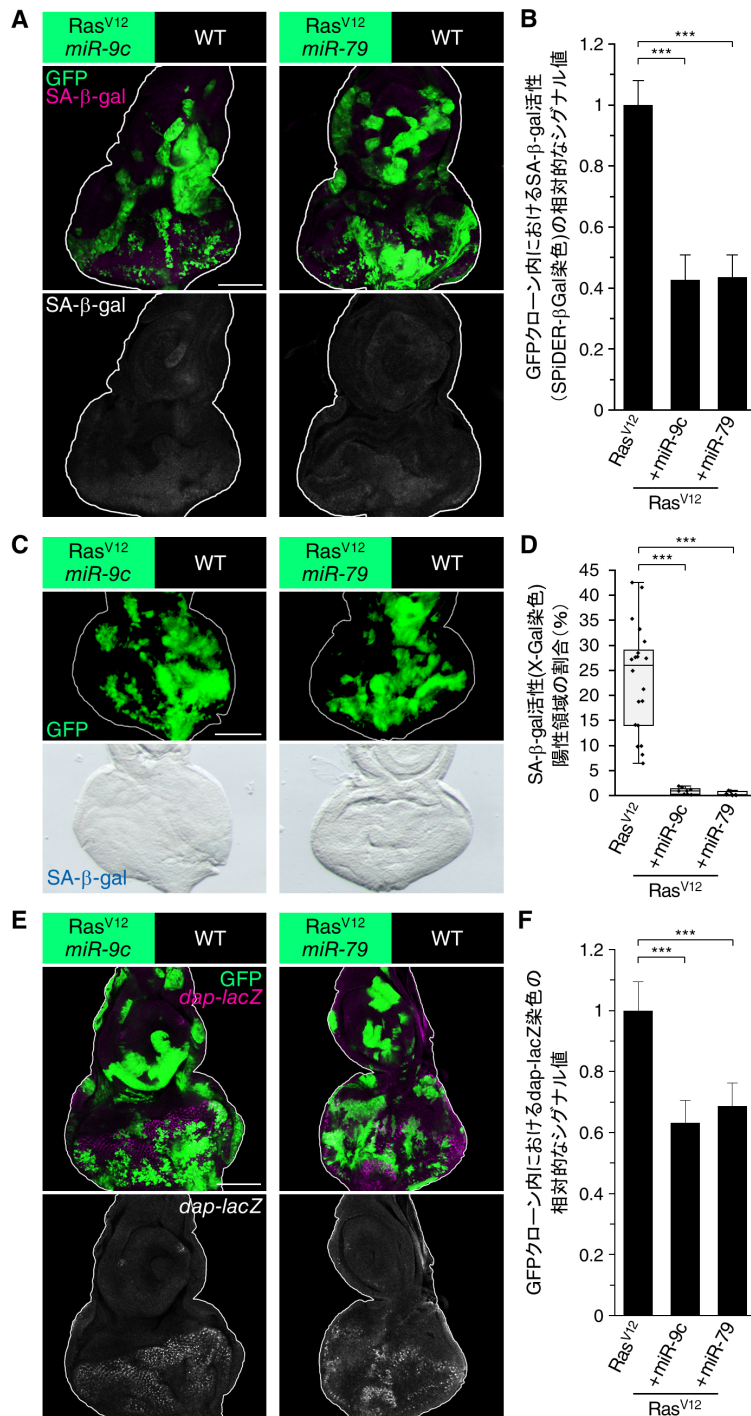 A
Ras^V12
miR-9c
WT
Ras^V12
miR-79
WT
GFP
SA-β-gal
SA-β-gal
B
GFPクローン内におけるSA-β-gal活性
(SPiDER-βGal染色)の相対的なシグナル値
***
***
1.2
1
0.8
0.6
0.4
0.2
0
Ras^V12
+miR-9c
+miR-79
Ras^V12
C
Ras^V12
miR-9c
WT
Ras^V12
miR-79
WT
GFP
SA-β-gal
D
SA-β-gal活性(X-Gal染色)
陽性領域の割合(%)
***
***
45
40
35
30
25
20
15
10
5
0
Ras^V12
+miR-9c
+miR-79
Ras^V12
E
Ras^V12
miR-9c
WT
Ras^V12
miR-79
WT
GFP
dap-lacZ
dap-lacZ
F
GFPクローン内におけるdap-lacZ染色の
相対的なシグナル値
***
***
1.2
1
0.8
0.6
0.4
0.2
0
Ras^V12
+miR-9c
+miR-79
Ras^V12